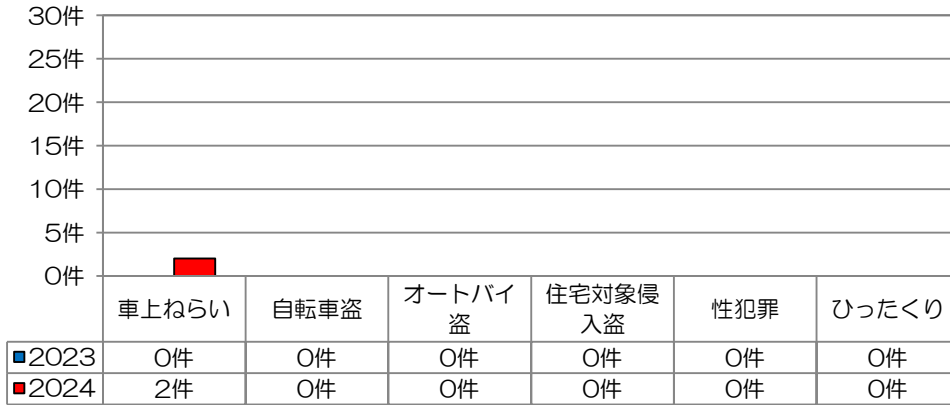 30件
25件
20件
15件
10件
5件
0件
車上ねらい 自転車盗 オートバイ盗 住宅対象侵入盗 性犯罪 ひったくり
2023 0件 0件 0件 0件 0件 0件
2024 2件 0件 0件 0件 0件 0件